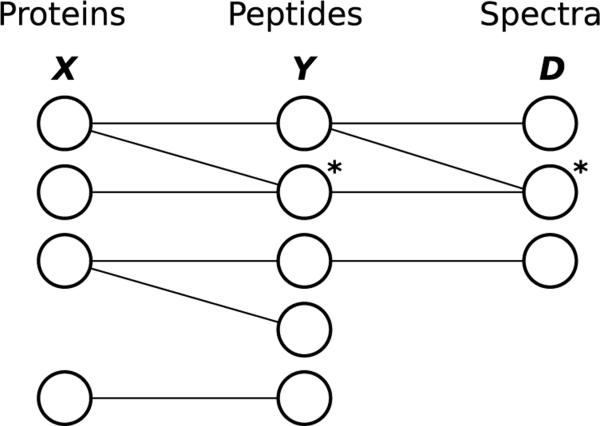 Proteins Peptides Spectra
X Y D
* *